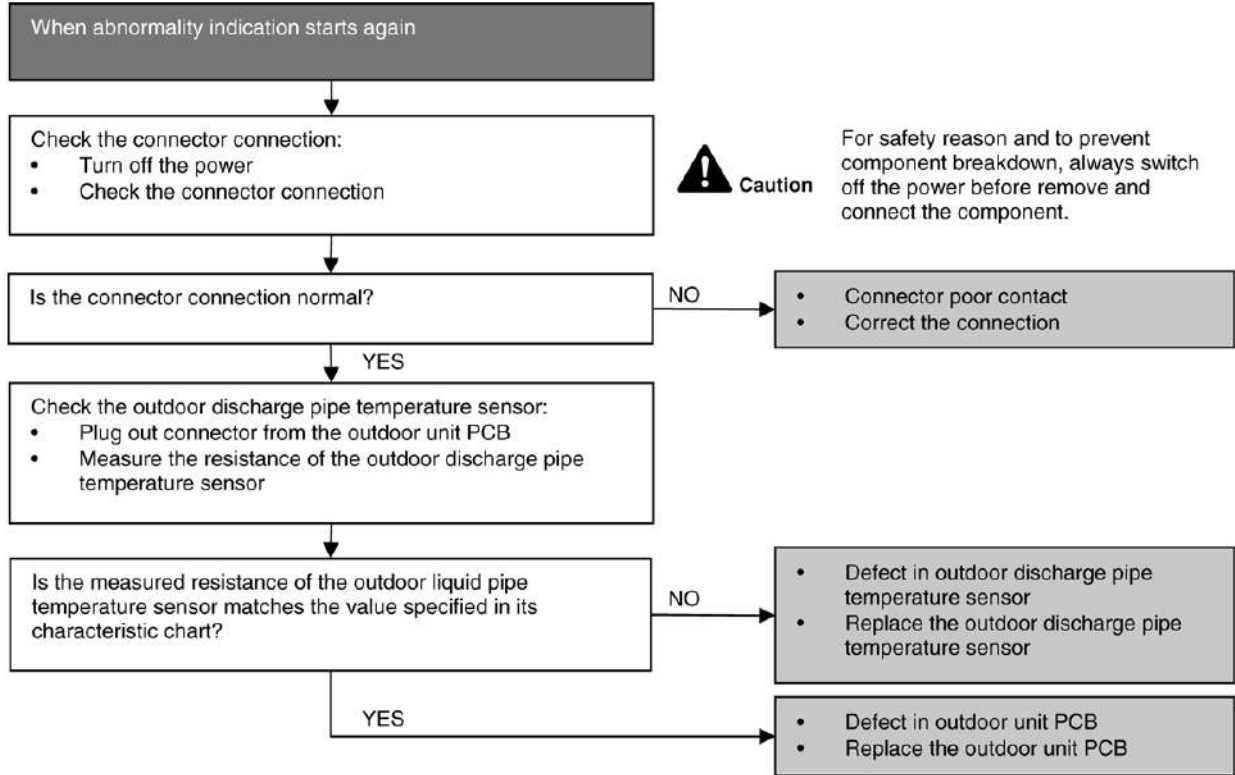 When abnormality indication starts again
Check the connector connection:
• Turn off the power
• Check the connector connection
Caution
For safety reason and to prevent
component breakdown, always switch
off the power before remove and
connect the component.
Is the connector connection normal?
NO
• Connector poor contact
• Correct the connection
YES
Check the outdoor discharge pipe temperature sensor:
• Plug out connector from the outdoor unit PCB
• Measure the resistance of the outdoor discharge pipe
temperature sensor
Is the measured resistance of the outdoor liquid pipe
temperature sensor matches the value specified in its
characteristic chart?
NO
• Defect in outdoor discharge pipe
temperature sensor
• Replace the outdoor discharge pipe
temperature sensor
YES
• Defect in outdoor unit PCB
• Replace the outdoor unit PCB